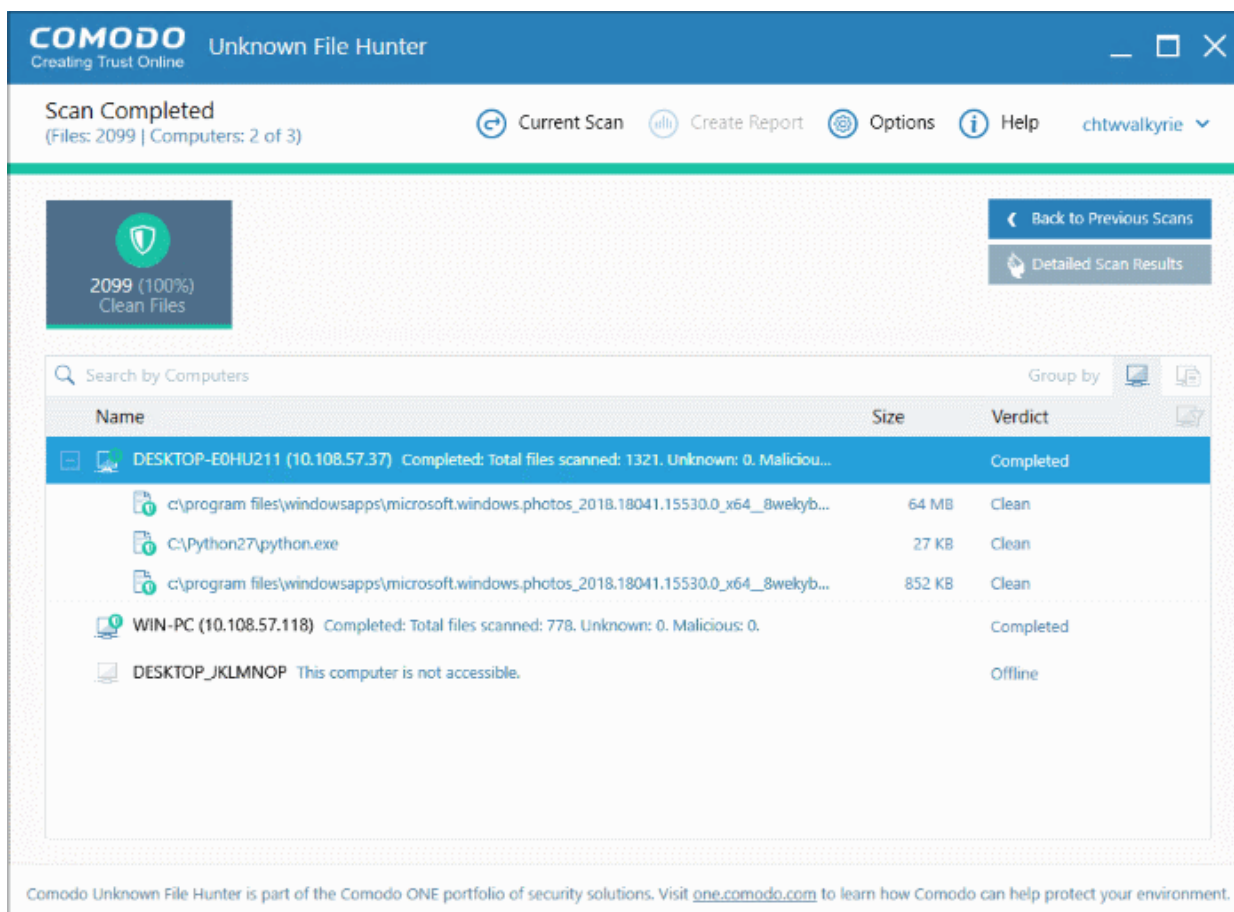 COMODO Unknown File Hunter
Creating Trust Online
Scan Completed
(Files: 2099 | Computers: 2 of 3)
Current Scan Create Report Options Help chtwvalkyrie
Back to Previous Scans
Detailed Scan Results
2099 (100%)
Clean Files
Search by Computers Group by
Name Size Verdict
DESKTOP-E0HU211 (10.108.57.37) Completed: Total files scanned: 1321. Unknown: 0. Maliciou... Completed
c:\program files\windowsapps\microsoft.windows.photos_2018.18041.15530.0_x64__8wekyb... 64 MB Clean
C:\Python27\python.exe 27 KB Clean
c:\program files\windowsapps\microsoft.windows.photos_2018.18041.15530.0_x64__8wekyb... 852 KB Clean
WIN-PC (10.108.57.118) Completed: Total files scanned: 778. Unknown: 0. Malicious: 0. Completed
DESKTOP_JKLMNOP This computer is not accessible. Offline
Comodo Unknown File Hunter is part of the Comodo ONE portfolio of security solutions. Visit one.comodo.com to learn how Comodo can help protect your environment.